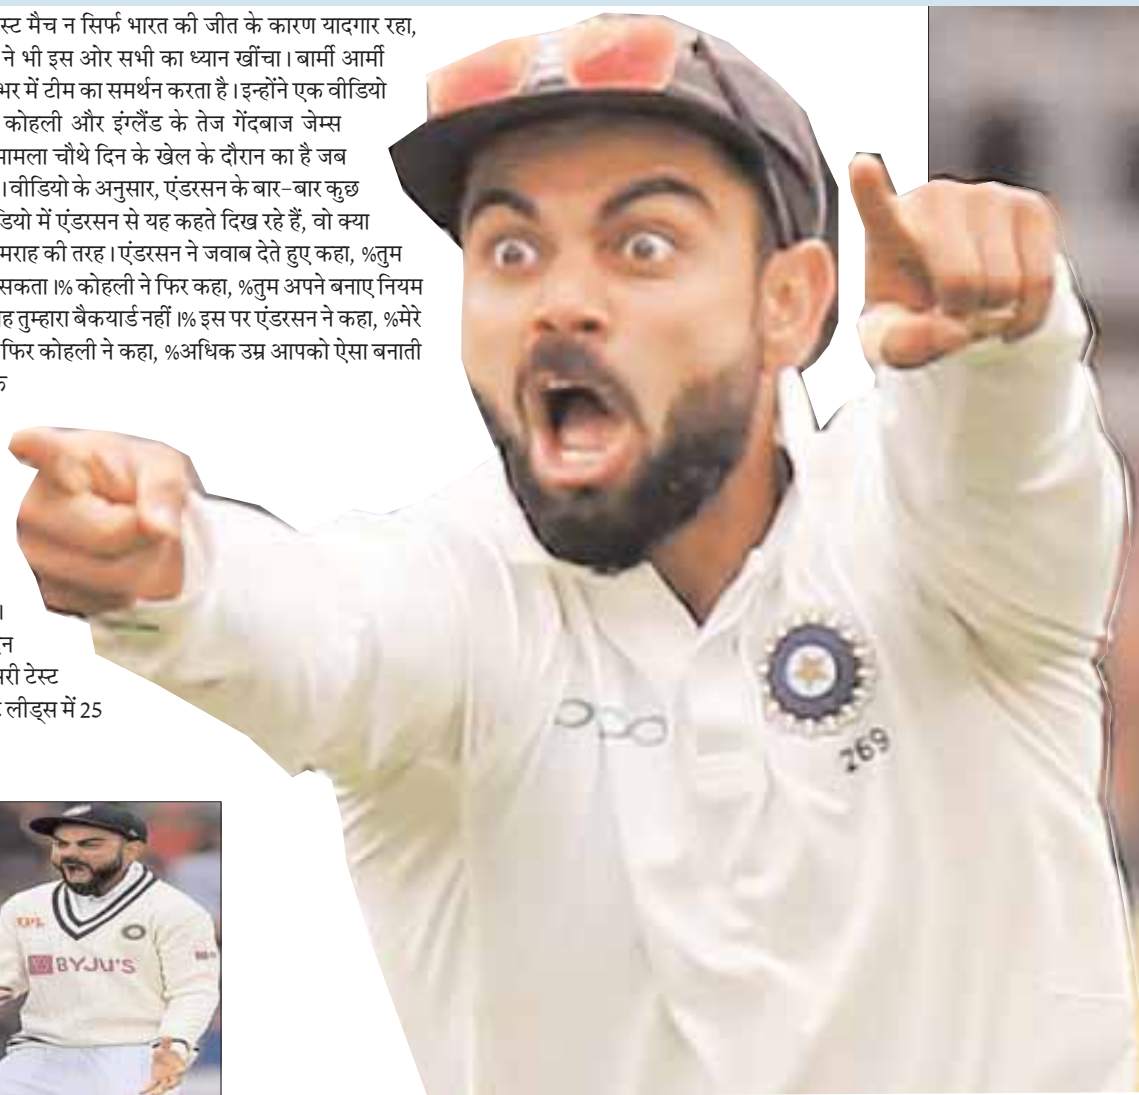 स्ट मैच न सिर्फ भारत की जीत के कारण यादगार रहा,
ने भी इस ओर सभी का ध्यान खींचा। बार्मी आर्मी
भर में टीम का समर्थन करता है। इन्होंने एक वीडियो
कोहली और इंग्लैंड के तेज गेंदबाज जेम्स
मामला चौथे दिन के खेल के दौरान का है जब
। वीडियो के अनुसार, एंडरसन के बार-बार कुछ
डियो में एंडरसन से यह कहते दिख रहे हैं, वो क्या
मराह की तरह। एंडरसन ने जवाब देते हुए कहा, %तुम
सकता।% कोहली ने फिर कहा, %तुम अपने बनाए नियम
ह तुम्हारा बैकयार्ड नहीं।% इस पर एंडरसन ने कहा, %मेरे
फिर कोहली ने कहा, %अधिक उम्र आपको ऐसा बनाती
।
न
सरी टेस्ट
लीड्स में 25
269
BYJU'S